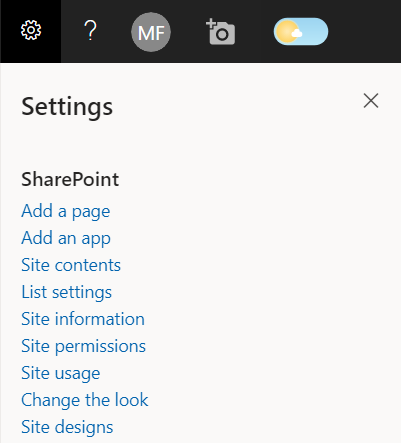 ?
MF
Settings
SharePoint
Add a page
Add an app
Site contents
List settings
Site information
Site permissions
Site usage
Change the look
Site designs